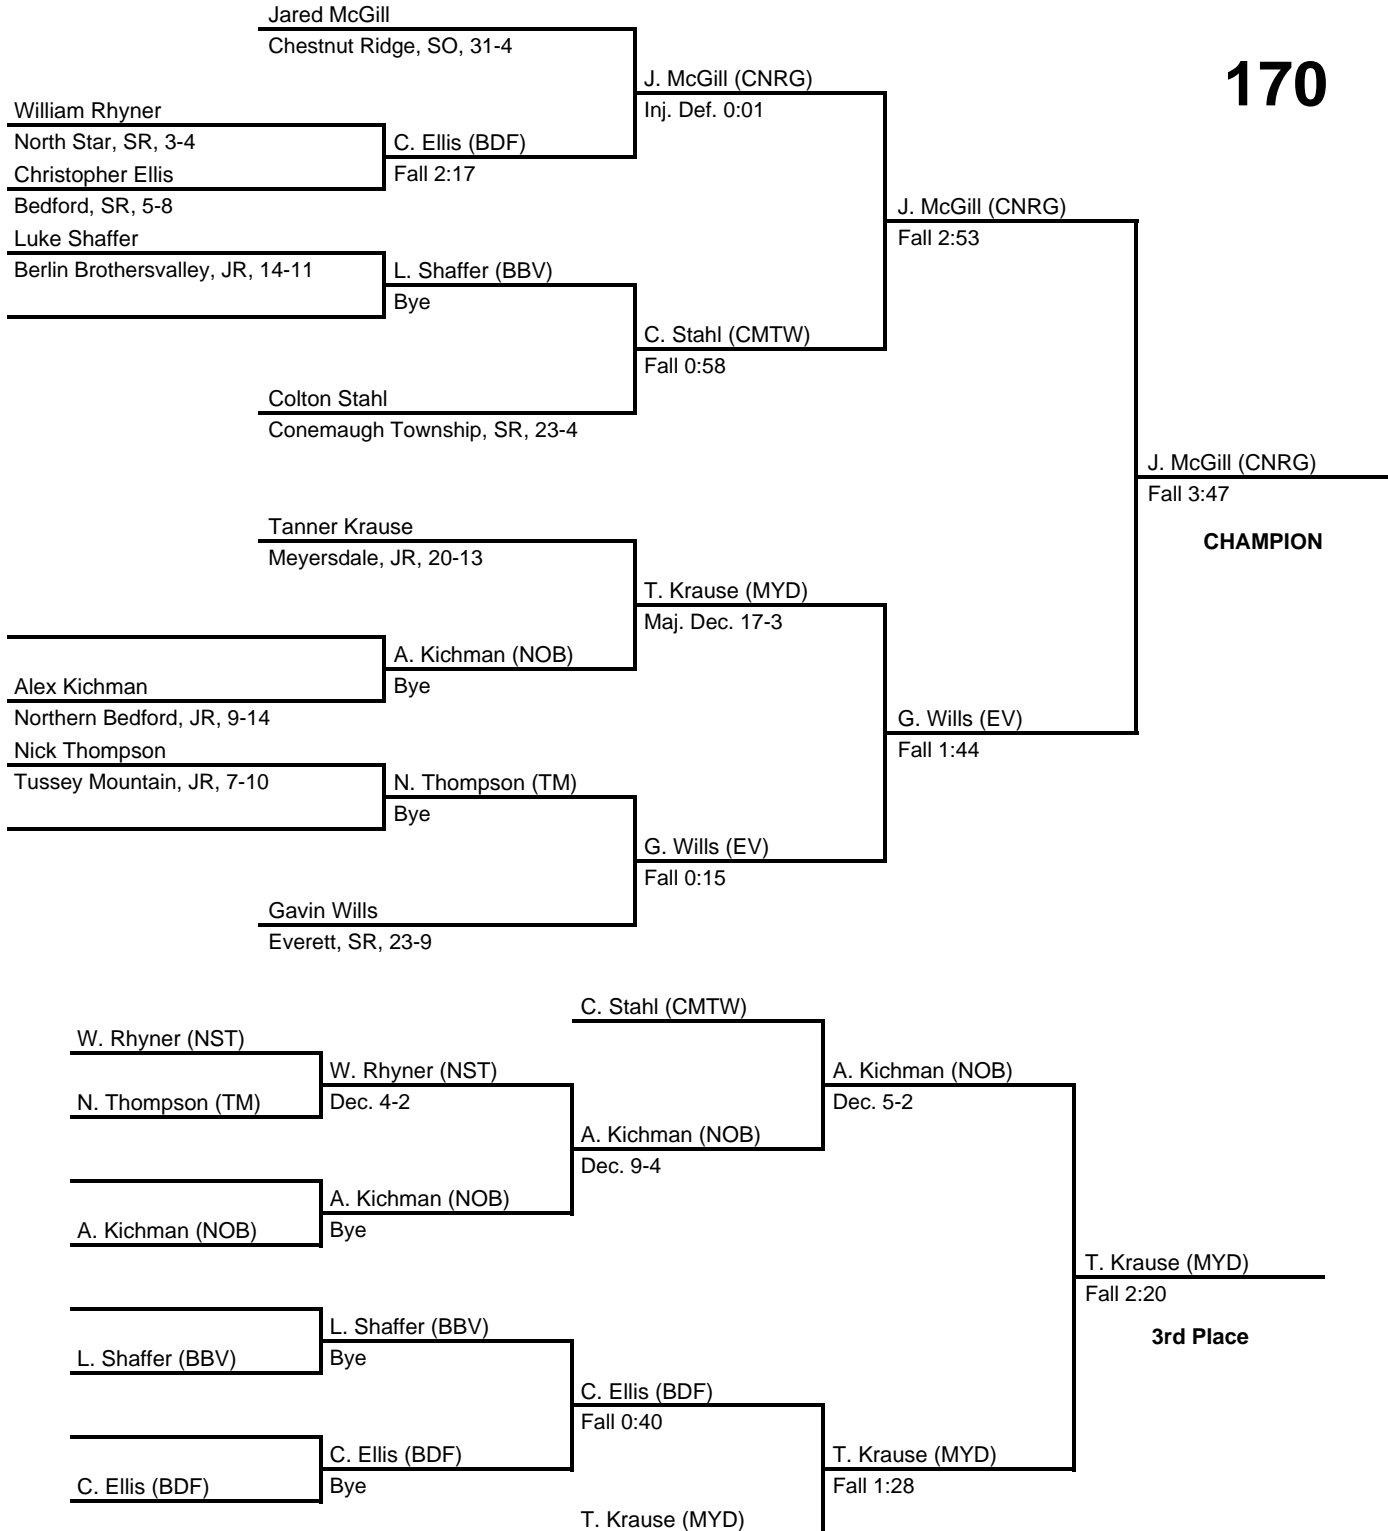 Jared McGill
Chestnut Ridge, SO, 31-4
170
J. McGill (CNRG)
Inj. Def. 0:01
William Rhyner
North Star, SR, 3-4
C. Ellis (BDF)
Fall 2:17
Christopher Ellis
Bedford, SR, 5-8
J. McGill (CNRG)
Fall 2:53
Luke Shaffer
Berlin Brothersvalley, JR, 14-11
L. Shaffer (BBV)
Bye
C. Stahl (CMTW)
Fall 0:58
Colton Stahl
Conemaugh Township, SR, 23-4
J. McGill (CNRG)
Fall 3:47
CHAMPION
Tanner Krause
Meyersdale, JR, 20-13
T. Krause (MYD)
Maj. Dec. 17-3
A. Kichman (NOB)
Bye
Alex Kichman
Northern Bedford, JR, 9-14
G. Wills (EV)
Fall 1:44
Nick Thompson
Tussey Mountain, JR, 7-10
N. Thompson (TM)
Bye
G. Wills (EV)
Fall 0:15
Gavin Wills
Everett, SR, 23-9
C. Stahl (CMTW)
W. Rhyner (NST)
W. Rhyner (NST)
Dec. 4-2
N. Thompson (TM)
A. Kichman (NOB)
Dec. 5-2
A. Kichman (NOB)
Dec. 9-4
A. Kichman (NOB)
Bye
A. Kichman (NOB)
T. Krause (MYD)
Fall 2:20
3rd Place
L. Shaffer (BBV)
Bye
L. Shaffer (BBV)
C. Ellis (BDF)
Fall 0:40
C. Ellis (BDF)
Bye
C. Ellis (BDF)
T. Krause (MYD)
Fall 1:28
T. Krause (MYD)